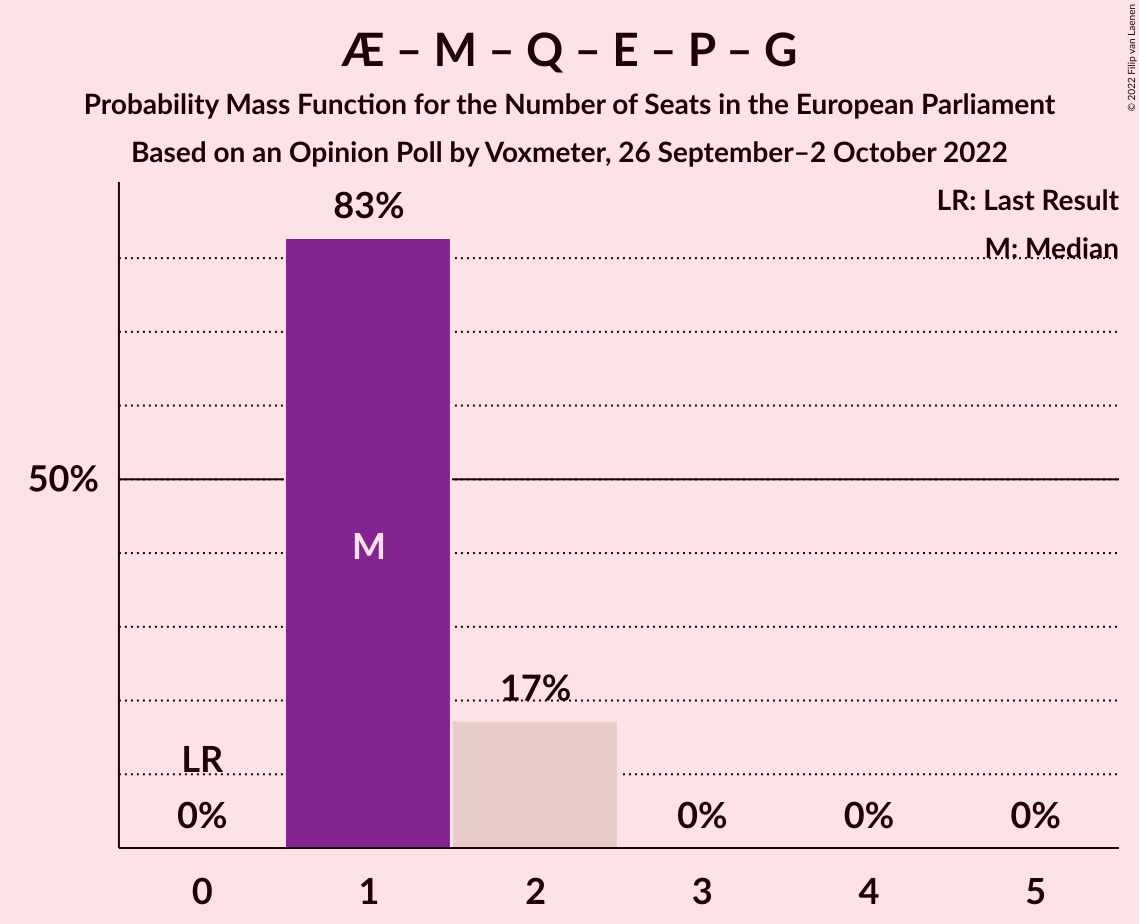 Æ – M – Q – E – P – G
Probability Mass Function for the Number of Seats in the European Parliament
Based on an Opinion Poll by Voxmeter, 26 September–2 October 2022
© 2022 Filip van Laenen
LR: Last Result
M: Median
83%
50%
M
17%
LR
0%
0%
0%
0%
0
1
2
3
4
5